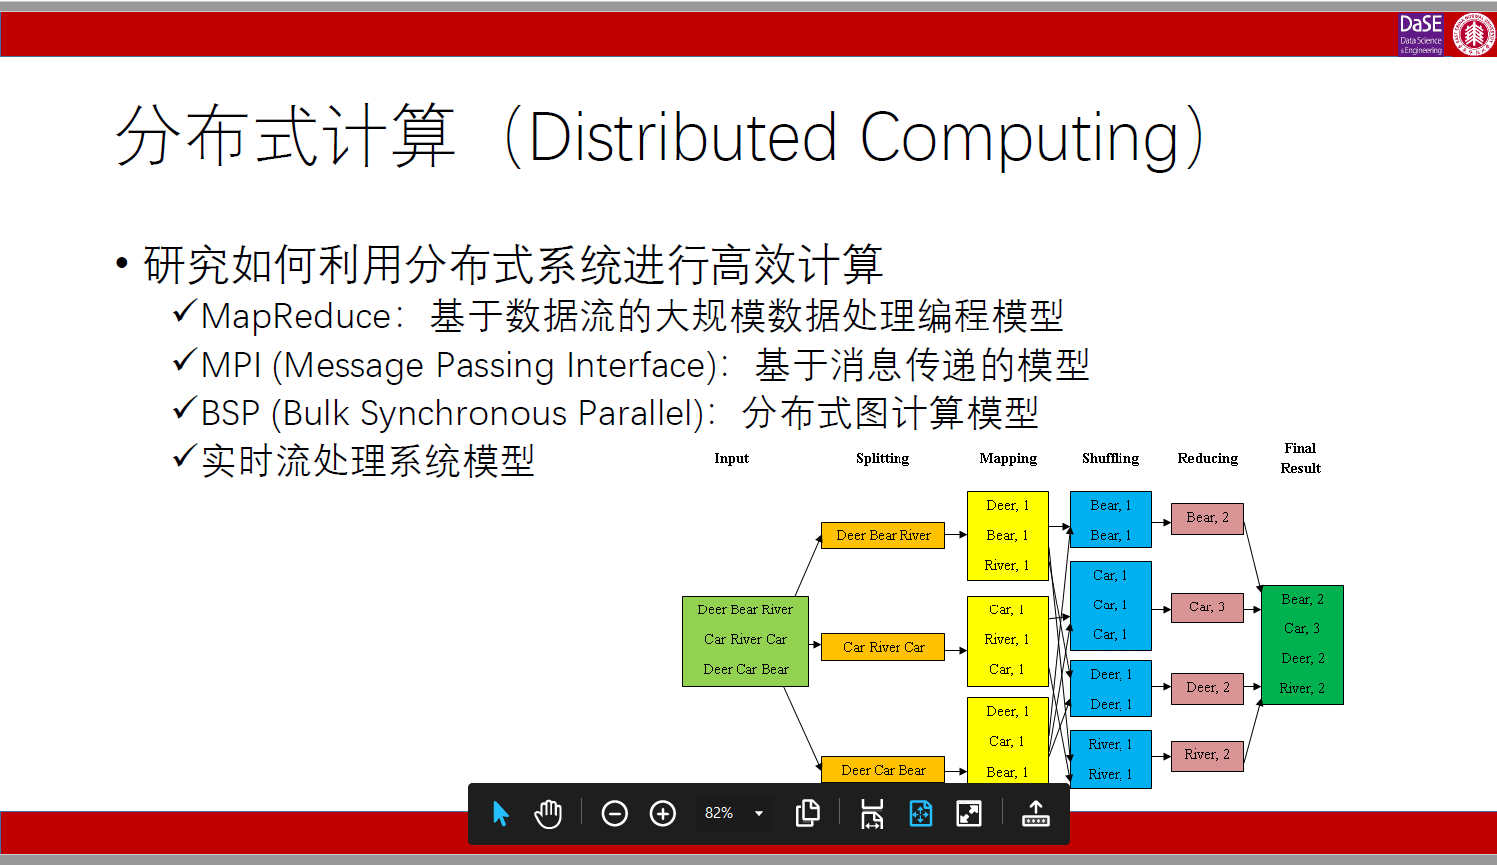 DaSE
Data Science
& Engineering
分布式计算（Distributed Computing）
• 研究如何利用分布式系统进行高效计算
✓MapReduce：基于数据流的大规模数据处理编程模型
✓MPI (Message Passing Interface)：基于消息传递的模型
✓BSP (Bulk Synchronous Parallel)：分布式图计算模型
✓实时流处理系统模型
Input
Splitting
Mapping
Shuffling
Reducing
Final
Result
Deer Bear River
Car River Car
Deer Car Bear
Deer Bear River
Car River Car
Deer Car Bear
Deer, 1
Bear, 1
River, 1
Car, 1
River, 1
Car, 1
Deer, 1
Car, 1
Bear, 1
Bear, 1
Bear, 1
Car, 1
Car, 1
Car, 1
Deer, 1
Deer, 1
River, 1
River, 1
Bear, 2
Car, 3
Deer, 2
River, 2
Bear, 2
Car, 3
Deer, 2
River, 2
82%